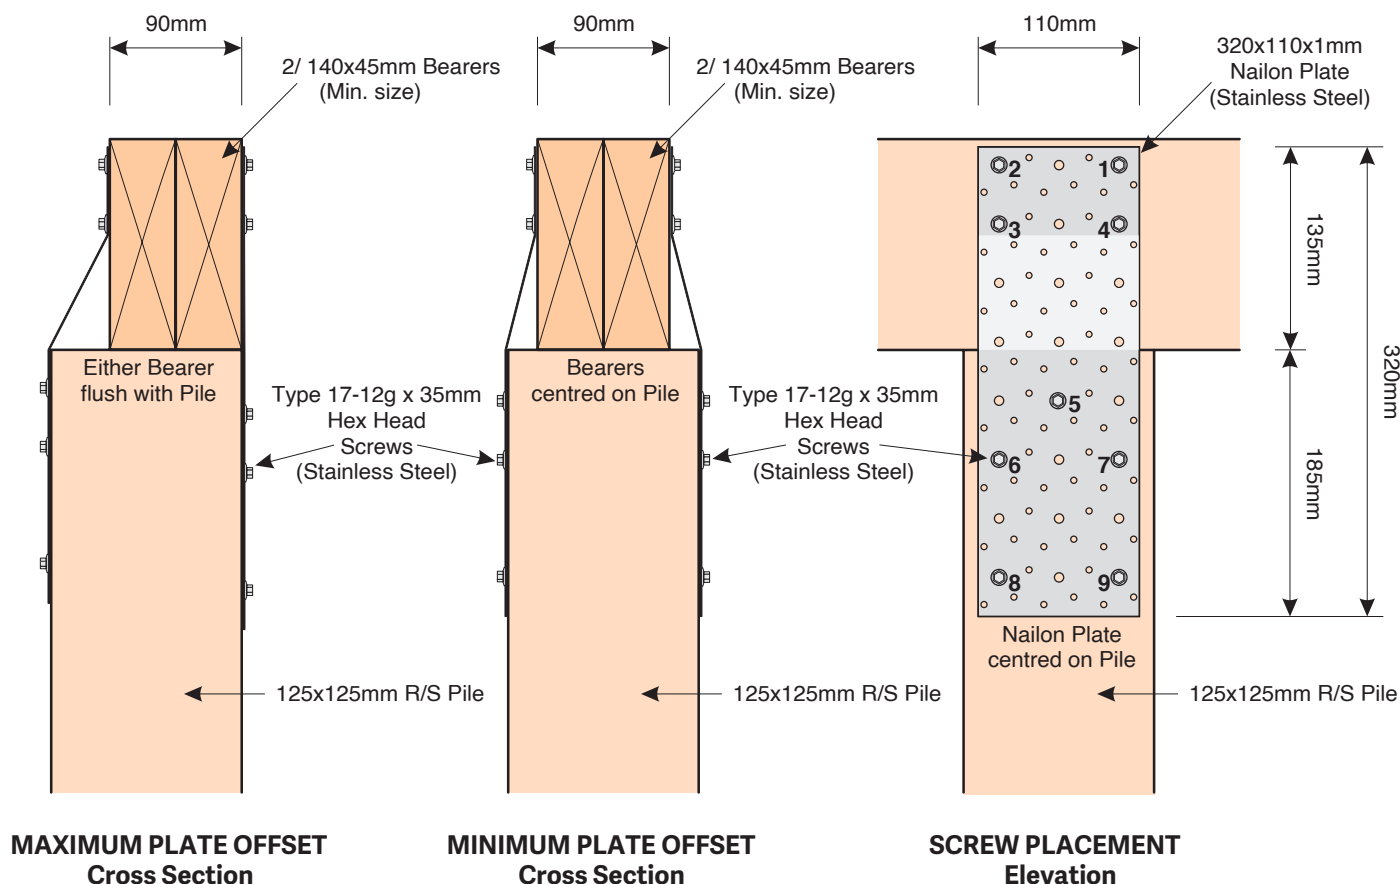 90mm
2/ 140x45mm Bearers
(Min. size)
Either Bearer
flush with Pile
Type 17-12g x 35mm
Hex Head
Screws
(Stainless Steel)
125x125mm R/S Pile
MAXIMUM PLATE OFFSET
Cross Section
90mm
2/ 140x45mm Bearers
(Min. size)
Bearers
centred on Pile
Type 17-12g x 35mm
Hex Head
Screws
(Stainless Steel)
125x125mm R/S Pile
MINIMUM PLATE OFFSET
Cross Section
110mm
320x110x1mm
Nailon Plate
(Stainless Steel)
2 1
3 4
5
6 7
8 9
135mm
320mm
185mm
Nailon Plate
centred on Pile
125x125mm R/S Pile
SCREW PLACEMENT
Elevation